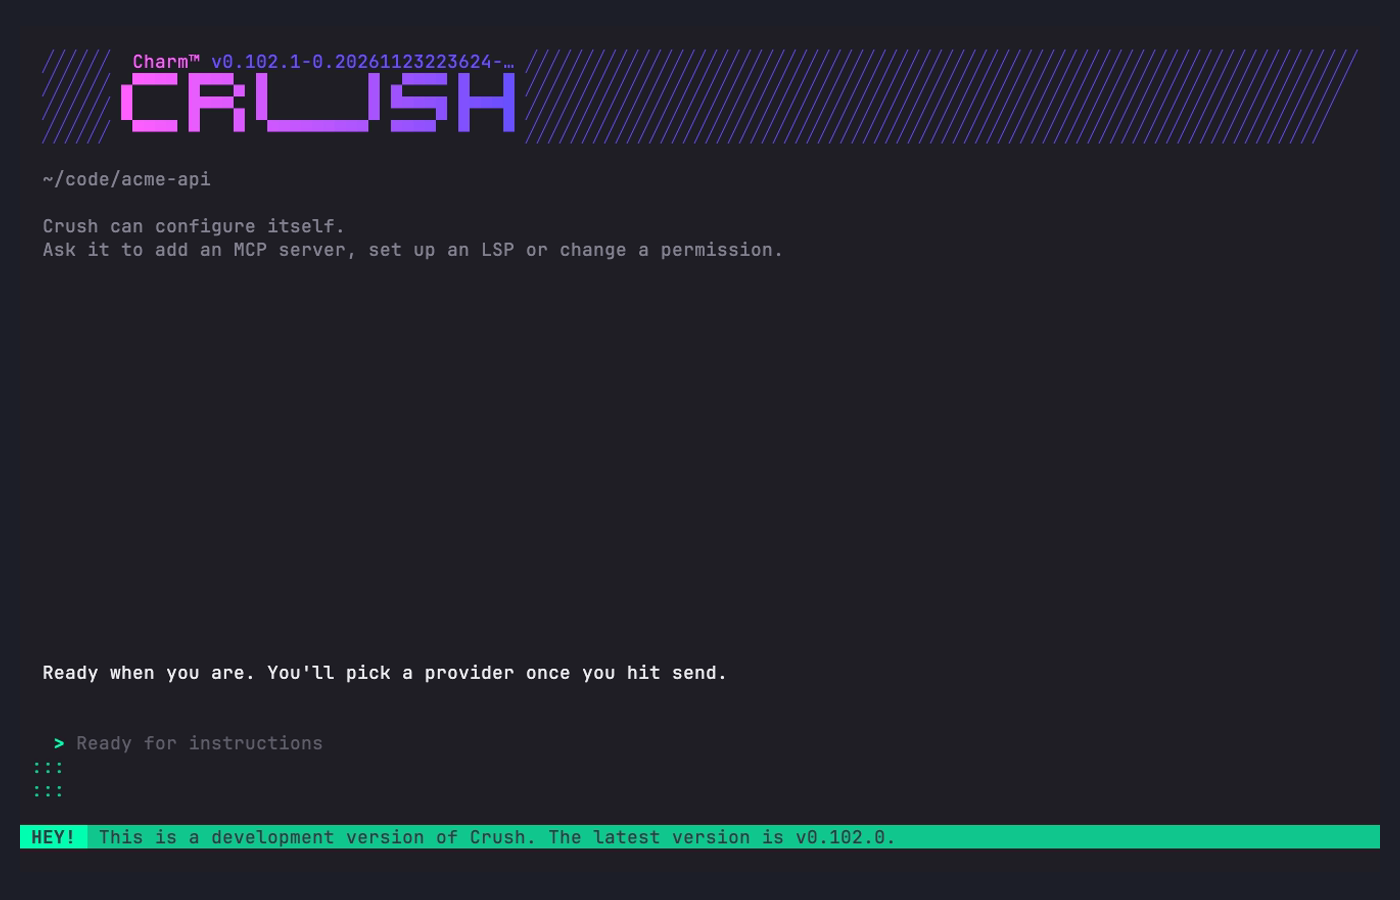 Charm™ v0.102.1-0.20261123223624-…
CRUSH
~/code/acme-api
Crush can configure itself.
Ask it to add an MCP server, set up an LSP or change a permission.
Ready when you are. You'll pick a provider once you hit send.
> Ready for instructions
:::
:::
HEY! This is a development version of Crush. The latest version is v0.102.0.